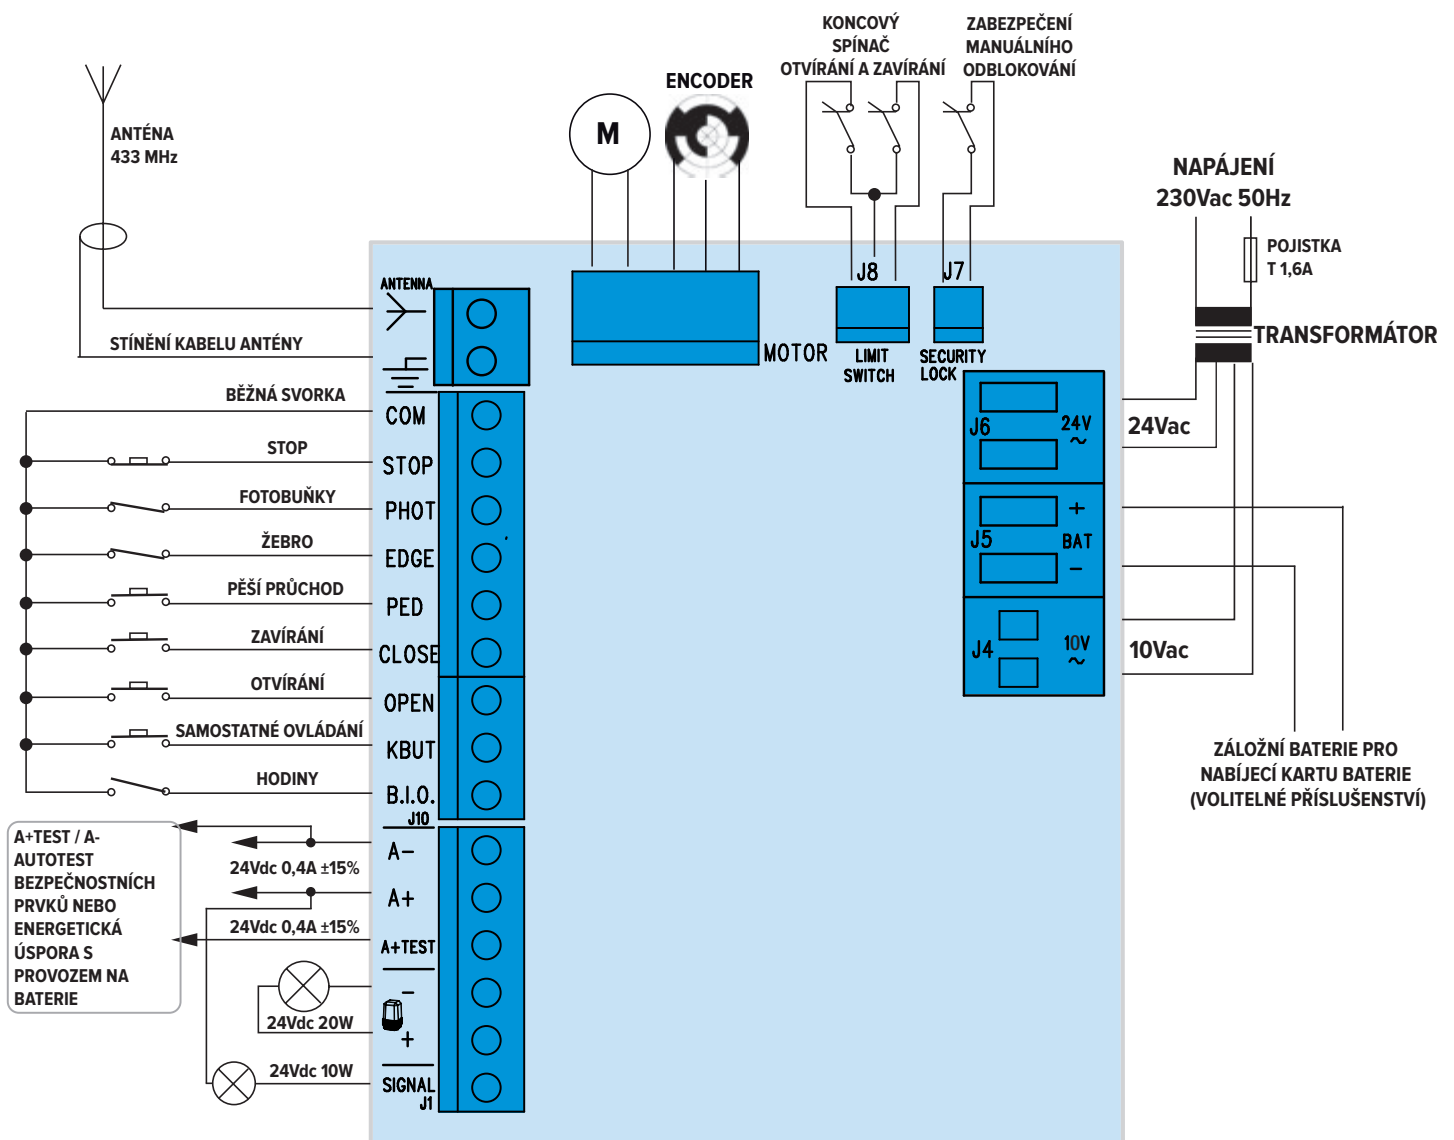 KONCOVÝ
SPÍNAČ
OTVÍRÁNÍ A ZAVÍRÁNÍ
ZABEZPEČENÍ
MANUÁLNÍHO
ODBLOKOVÁNÍ
ENCODER
M
ANTÉNA
433 MHz
NAPÁJENÍ
230Vac 50Hz
POJISTKA
T 1,6A
TRANSFORMÁTOR
ANTENNA
STÍNĚNÍ KABELU ANTÉNY
MOTOR
J8
LIMIT
SWITCH
J7
SECURITY
LOCK
BĚŽNÁ SVORKA
COM
STOP
STOP
FOTOBUŇKY
PHOT
ŽEBRO
EDGE
PĚŠÍ PRŮCHOD
PED
ZAVÍRÁNÍ
CLOSE
OTVÍRÁNÍ
OPEN
SAMOSTATNÉ OVLÁDÁNÍ
KBUT
HODINY
B.I.O.
J10
J6
24V
~
24Vac
J5
+
BAT
-
J4
10V
~
10Vac
ZÁLOŽNÍ BATERIE PRO
NABÍJECÍ KARTU BATERIE
(VOLITELNÉ PŘÍSLUŠENSTVÍ)
A+TEST / A-
AUTOTEST
BEZPEČNOSTNÍCH
PRVKŮ NEBO
ENERGETICKÁ
ÚSPORA S
PROVOZEM NA
BATERIE
A-
24Vdc 0,4A ±15%
A+
24Vdc 0,4A ±15%
A+TEST
-
24Vdc 20W
+
24Vdc 10W
SIGNAL
J1